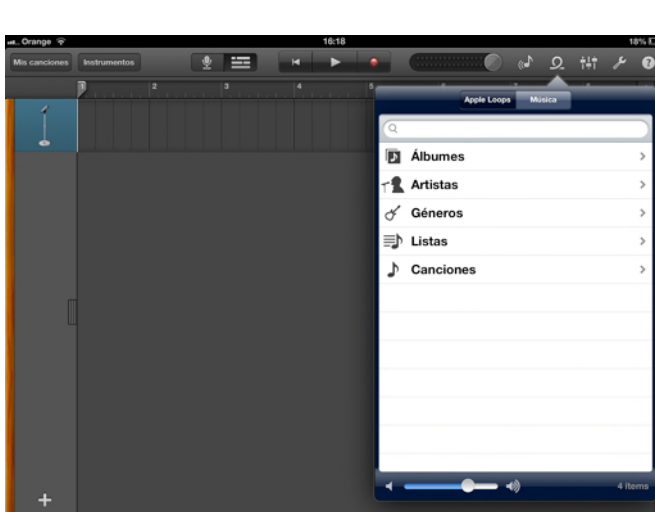 Orange 16:18 18%
Mis canciones Instrumentos ?
1 2 3 4 5
Apple Loops Música
Álbumes
Artistas
Géneros
Listas
Canciones
4 items